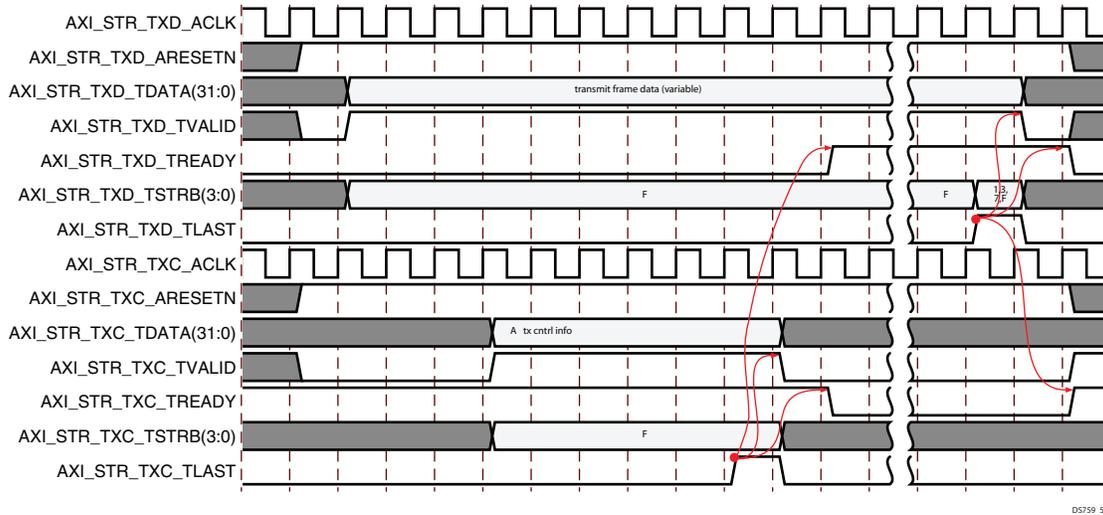 AXI_STR_TXD_ACLK
AXI_STR_TXD_ARESETN
AXI_STR_TXD_TDATA(31:0) transmit frame data (variable)
AXI_STR_TXD_TVALID
AXI_STR_TXD_TREADY
AXI_STR_TXD_TSTRB(3:0) F F 1,3,
7,F
AXI_STR_TXD_TLAST
AXI_STR_TXC_ACLK
AXI_STR_TXC_ARESETN
AXI_STR_TXC_TDATA(31:0) A tx cntrl info
AXI_STR_TXC_TVALID
AXI_STR_TXC_TREADY
AXI_STR_TXC_TSTRB(3:0) F
AXI_STR_TXC_TLAST
DS759_5